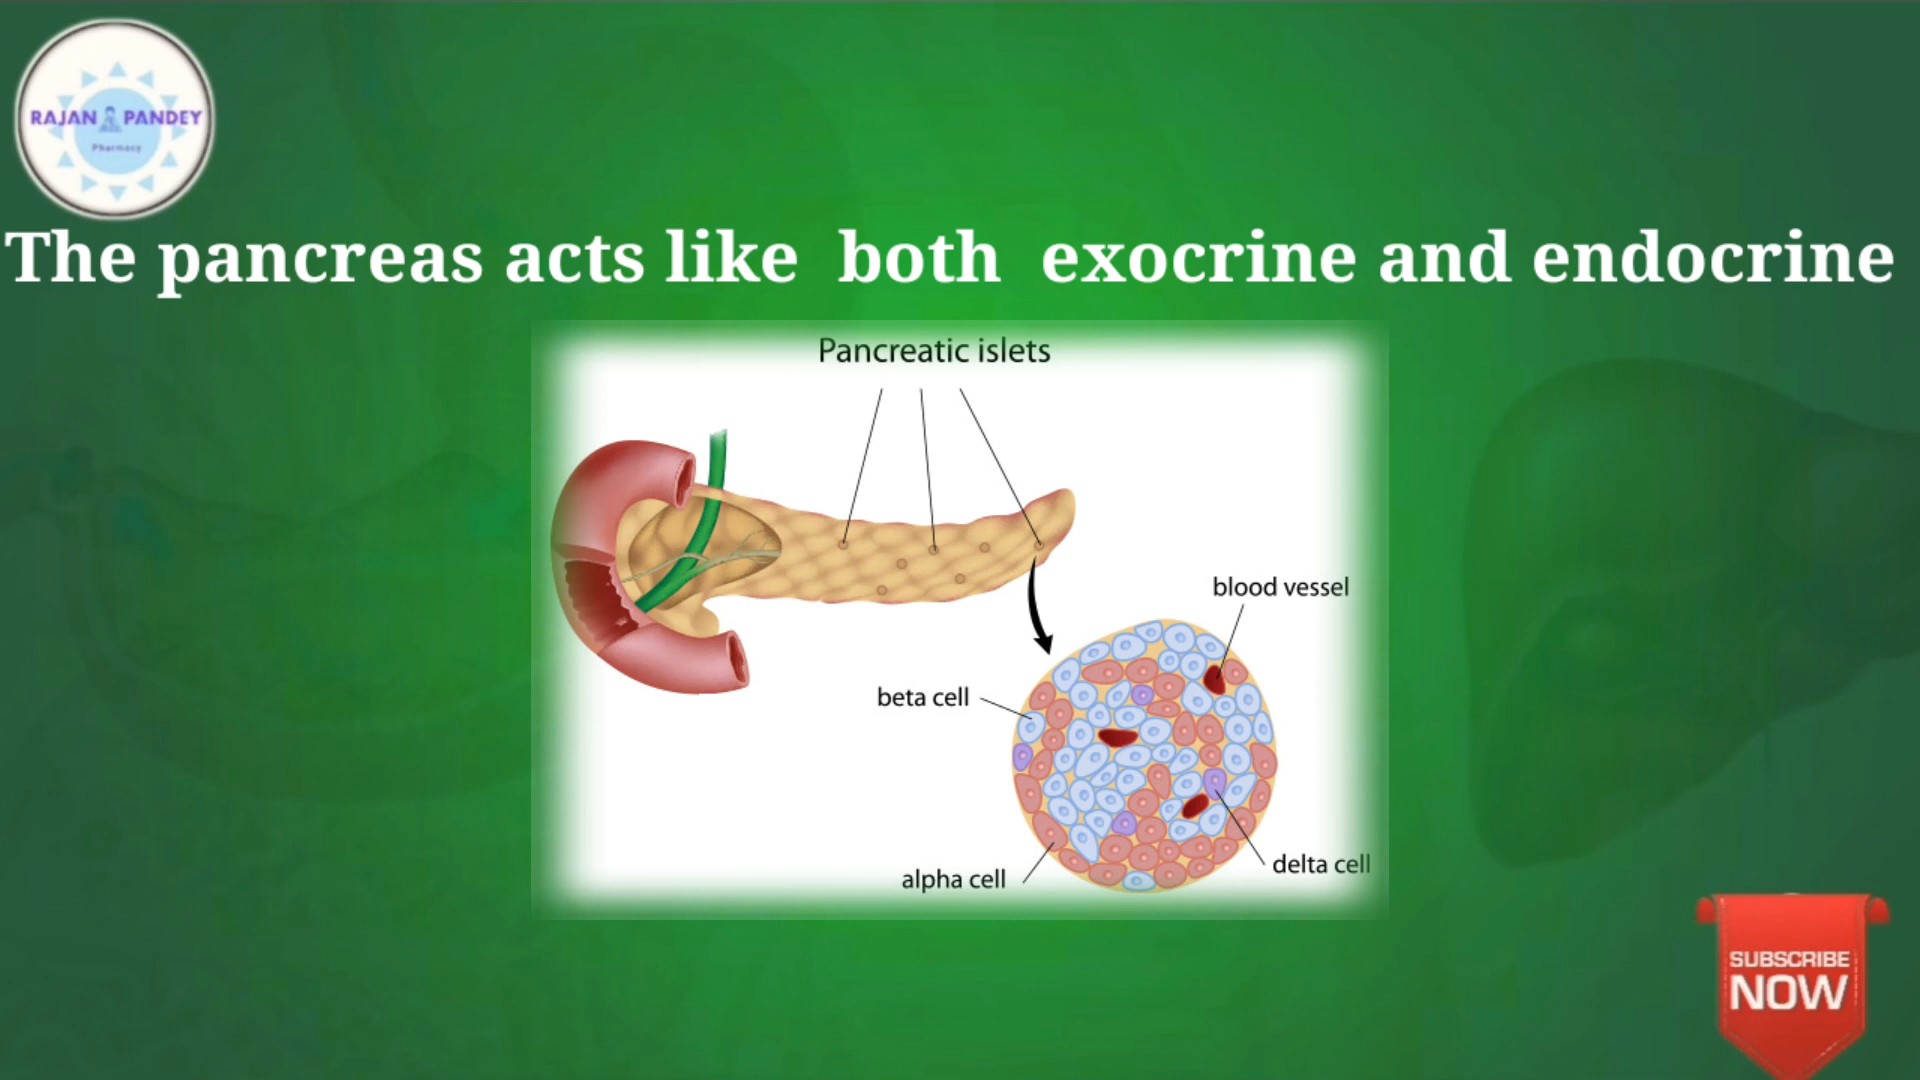 RAJAN PANDEY
Pharmacy
The pancreas acts like both exocrine and endocrine
Pancreatic islets
blood vessel
beta cell
alpha cell
delta cell
SUBSCRIBE
NOW